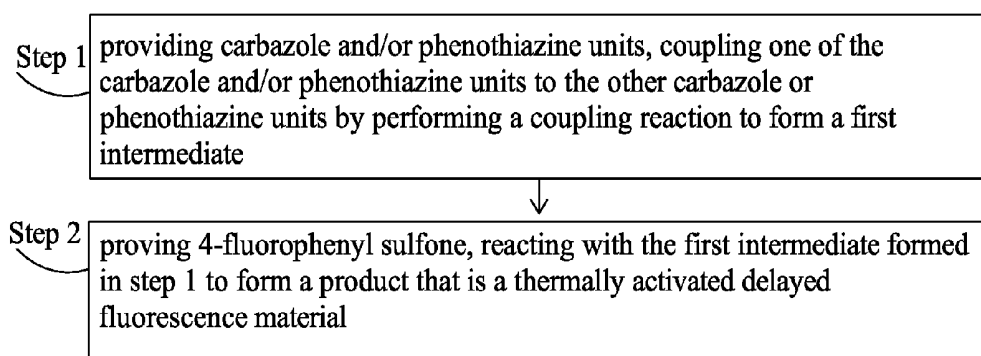 Step 1
providing carbazole and/or phenothiazine units, coupling one of the
carbazole and/or phenothiazine units to the other carbazole or
phenothiazine units by performing a coupling reaction to form a first
intermediate
Step 2
proving 4-fluorophenyl sulfone, reacting with the first intermediate formed
in step 1 to form a product that is a thermally activated delayed
fluorescence material